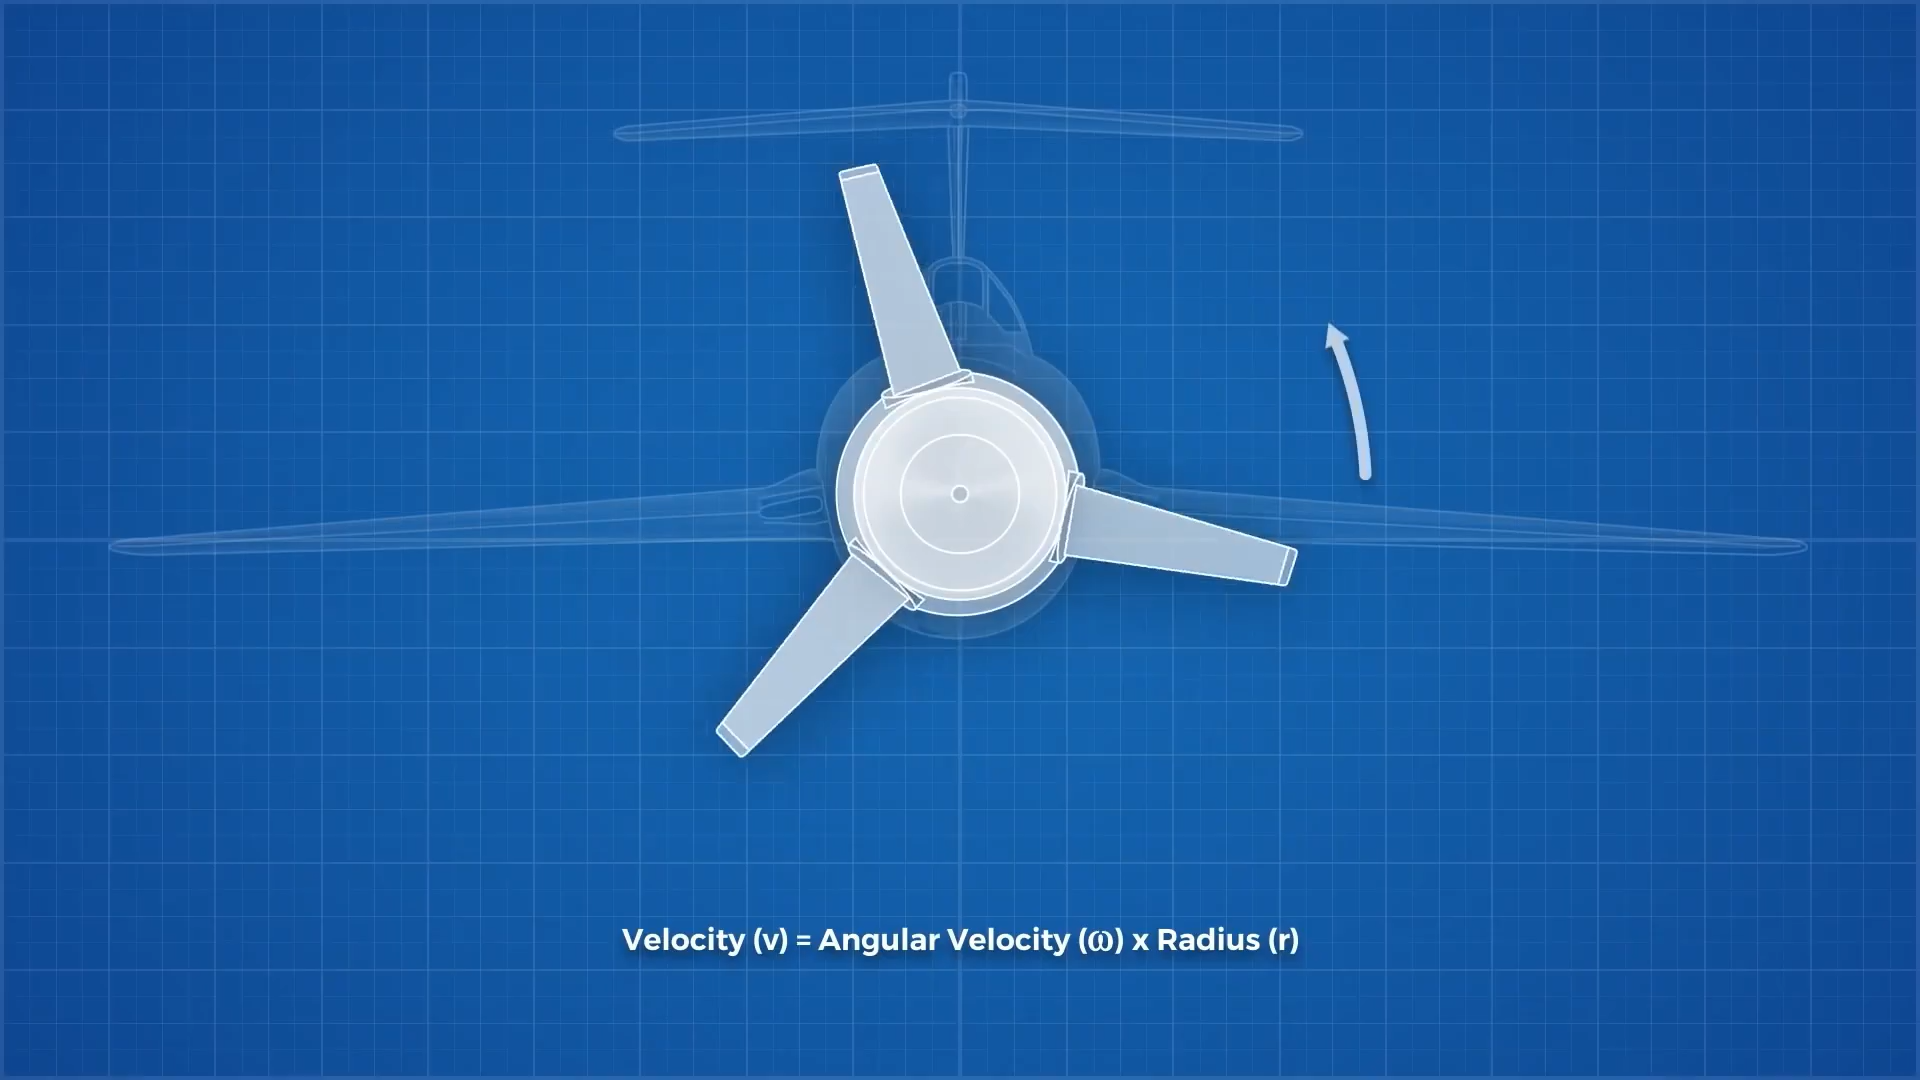 Velocity (v) = Angular Velocity (ω) x Radius (r)